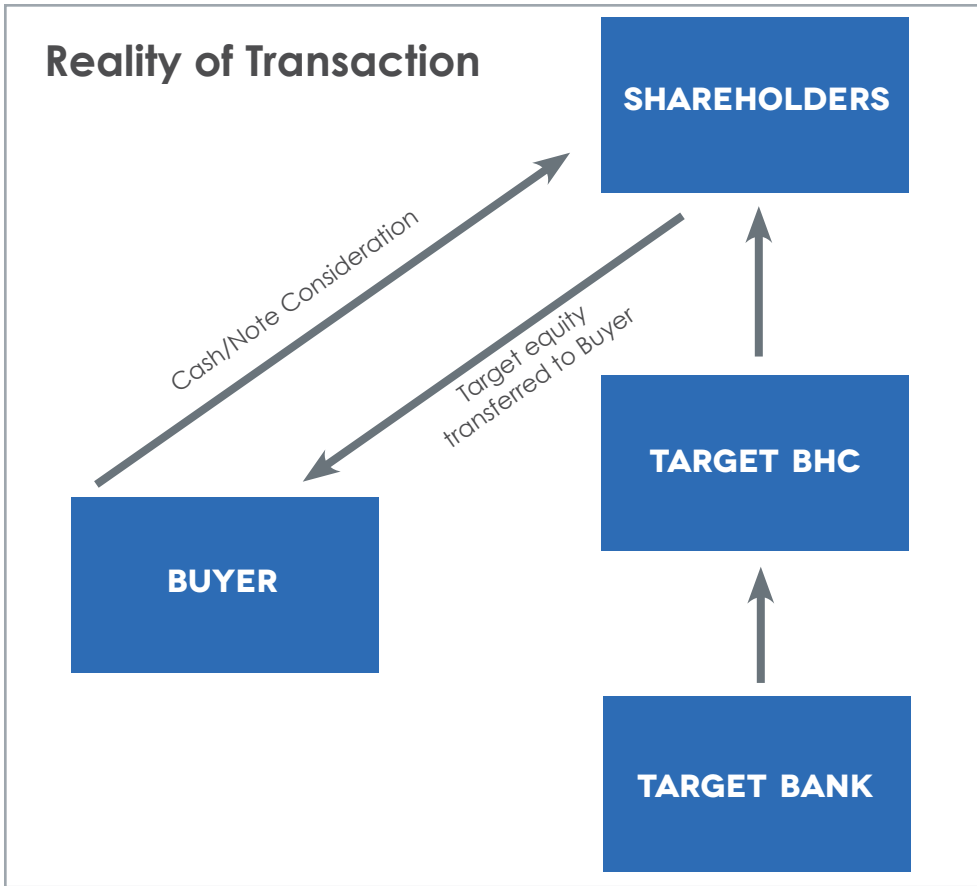 Reality of Transaction
SHAREHOLDERS
Cash/Note Consideration
Target equity
transferred to Buyer
TARGET BHC
BUYER
TARGET BANK